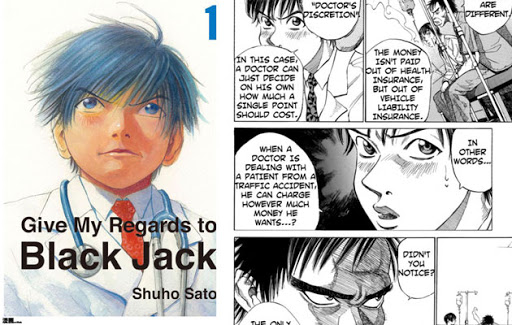 1
Give My Regards to
Black Jack
Shuho Sato
"DOCTOR'S
DISCRETION".
ARE
DIFFERENT.
IN THIS CASE,
A DOCTOR CAN
JUST DECIDE
ON HIS OWN
HOW MUCH A
SINGLE POINT
SHOULD COST.
THE MONEY
ISN'T PAID
OUT OF HEALTH
INSURANCE,
BUT OUT OF
VEHICLE
LIABILITY
INSURANCE.
IN
OTHER
WORDS...
WHEN A
DOCTOR IS
DEALING WITH
A PATIENT FROM A
TRAFFIC ACCIDENT,
HE CAN CHARGE
HOWEVER MUCH
MONEY HE
WANTS...?
DIDN'T
YOU
NOTICE?
THE ONLY